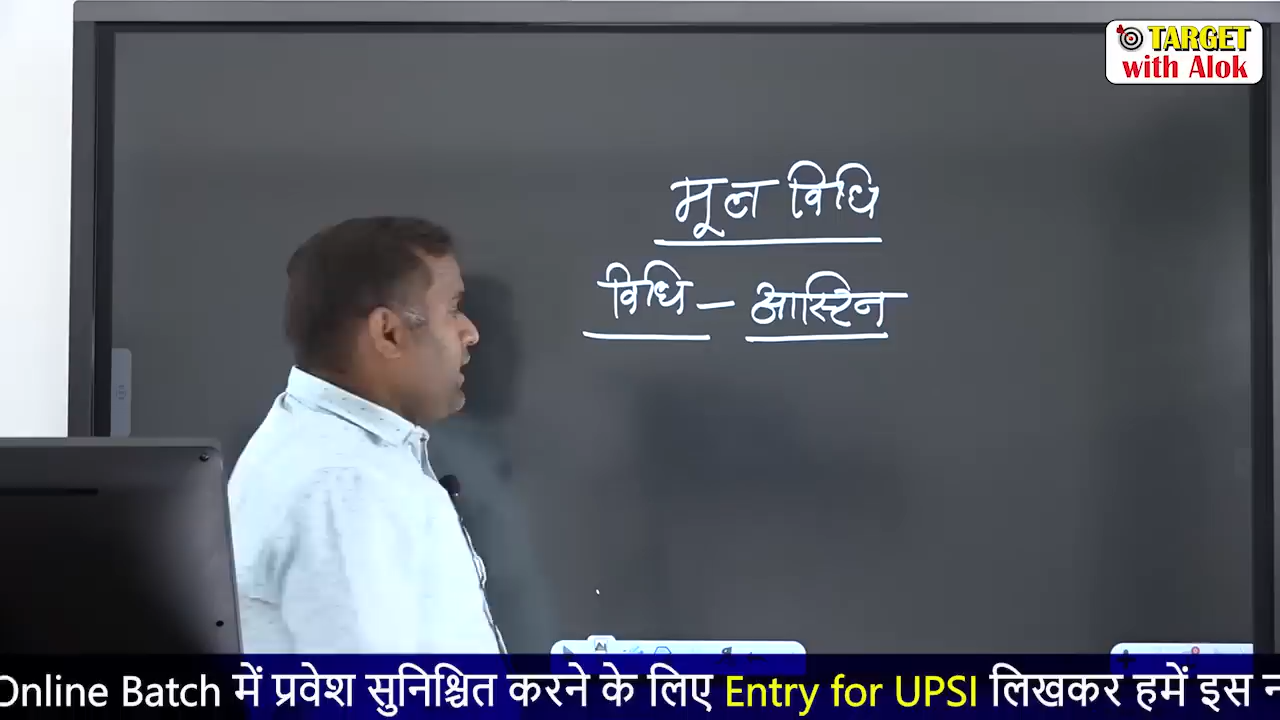 TARGET
with Alok
मूल विधि
विधि – आस्टिन
Online Batch में प्रवेश सुनिश्चित करने के लिए Entry for UPSI लिखकर हमें इस